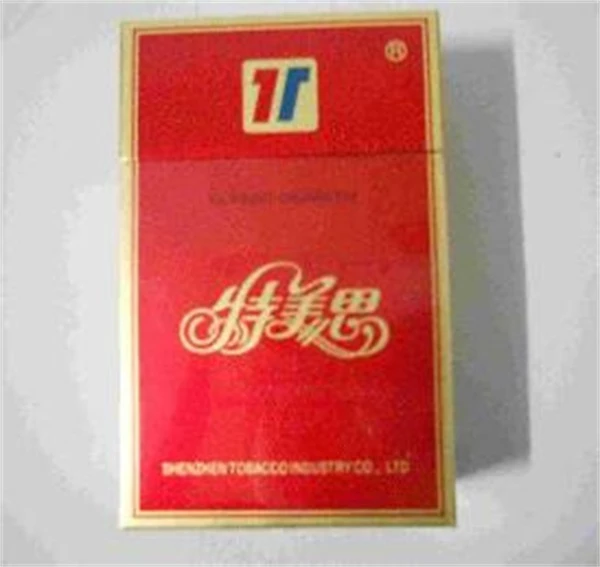 ®
特美思
SHENZHEN TOBACCO INDUSTRY CO., LTD